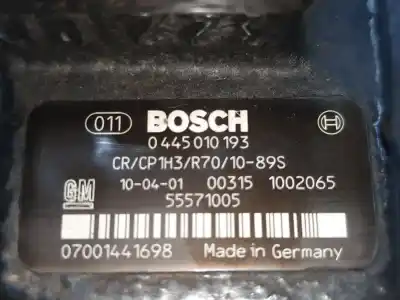 011 BOSCH
0 445 010 193
CR/CP1H3/R70/10-89S
GM 10-04-01 00315 1002065
55571005
07001441698 Made in Germany